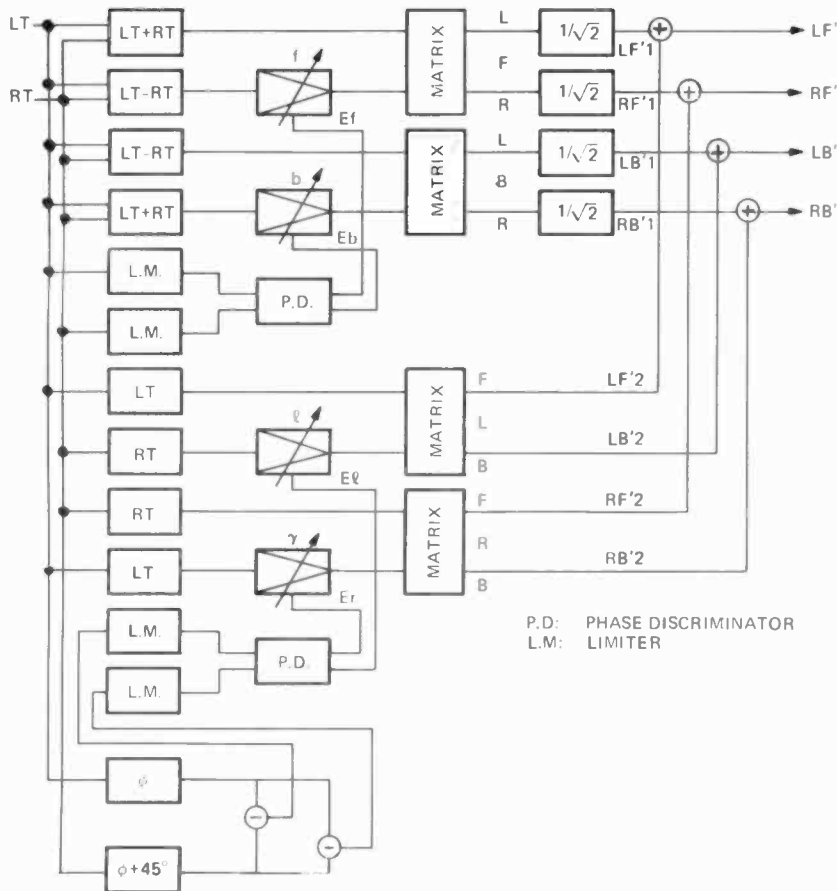 LT
LT+RT
MATRIX
L
1/√2
LF'1
+
LF'
f
F
RT
LT-RT
R
1/√2
RF'1
+
RF'
Ef
LT-RT
MATRIX
L
1/√2
LB'1
+
LB'
b
B
LT+RT
R
1/√2
RB'1
+
RB'
Eb
L.M.
P.D.
L.M.
LT
MATRIX
F
LF'2
ℓ
L
RT
LB'2
B
Eℓ
RT
MATRIX
F
RF'2
γ
R
LT
RB'2
B
Er
L.M.
P.D.
L.M.
P.D: PHASE DISCRIMINATOR
L.M: LIMITER
ϕ
−
−
ϕ+45°